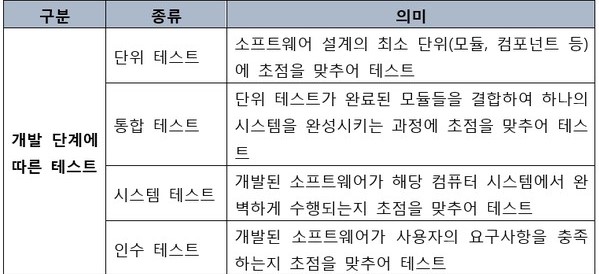 구분 종류 의미
개발 단계에
따른 테스트
단위 테스트
소프트웨어 설계의 최소 단위(모듈, 컴포넌트 등)
에 초점을 맞추어 테스트
통합 테스트
단위 테스트가 완료된 모듈들을 결합하여 하나의
시스템을 완성시키는 과정에 초점을 맞추어 테스
트
시스템 테스트
개발된 소프트웨어가 해당 컴퓨터 시스템에서 완
벽하게 수행되는지 초점을 맞추어 테스트
인수 테스트
개발된 소프트웨어가 사용자의 요구사항을 충족
하는지 초점을 맞추어 테스트